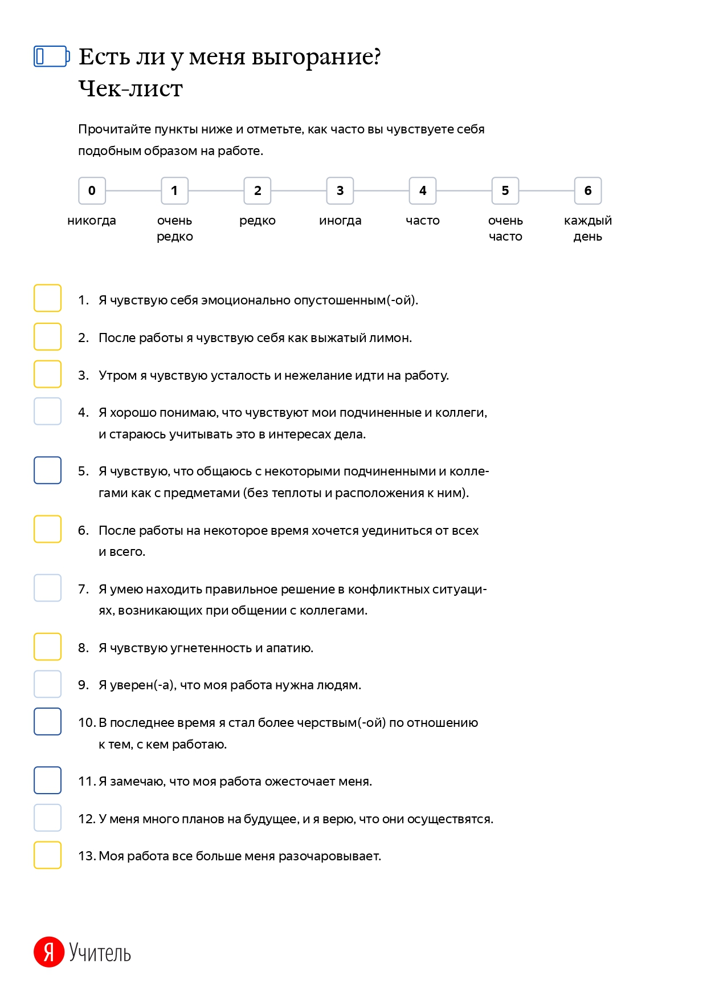 Есть ли у меня выгорание?
Чек-лист
Прочитайте пункты ниже и отметьте, как часто вы чувствуете себя
подобным образом на работе.
0 1 2 3 4 5 6
никогда очень редко иногда часто очень каждый
редко часто день
1. Я чувствую себя эмоционально опустошенным(-ой).
2. После работы я чувствую себя как выжатый лимон.
3. Утром я чувствую усталость и нежелание идти на работу.
4. Я хорошо понимаю, что чувствуют мои подчиненные и коллеги,
и стараюсь учитывать это в интересах дела.
5. Я чувствую, что общаюсь с некоторыми подчиненными и колле-
гами как с предметами (без теплоты и расположения к ним).
6. После работы на некоторое время хочется уединиться от всех
и всего.
7. Я умею находить правильное решение в конфликтных ситуаци-
ях, возникающих при общении с коллегами.
8. Я чувствую угнетенность и апатию.
9. Я уверен(-а), что моя работа нужна людям.
10. В последнее время я стал более черствым(-ой) по отношению
к тем, с кем работаю.
11. Я замечаю, что моя работа ожесточает меня.
12. У меня много планов на будущее, и я верю, что они осуществятся.
13. Моя работа все больше меня разочаровывает.
Я Учитель